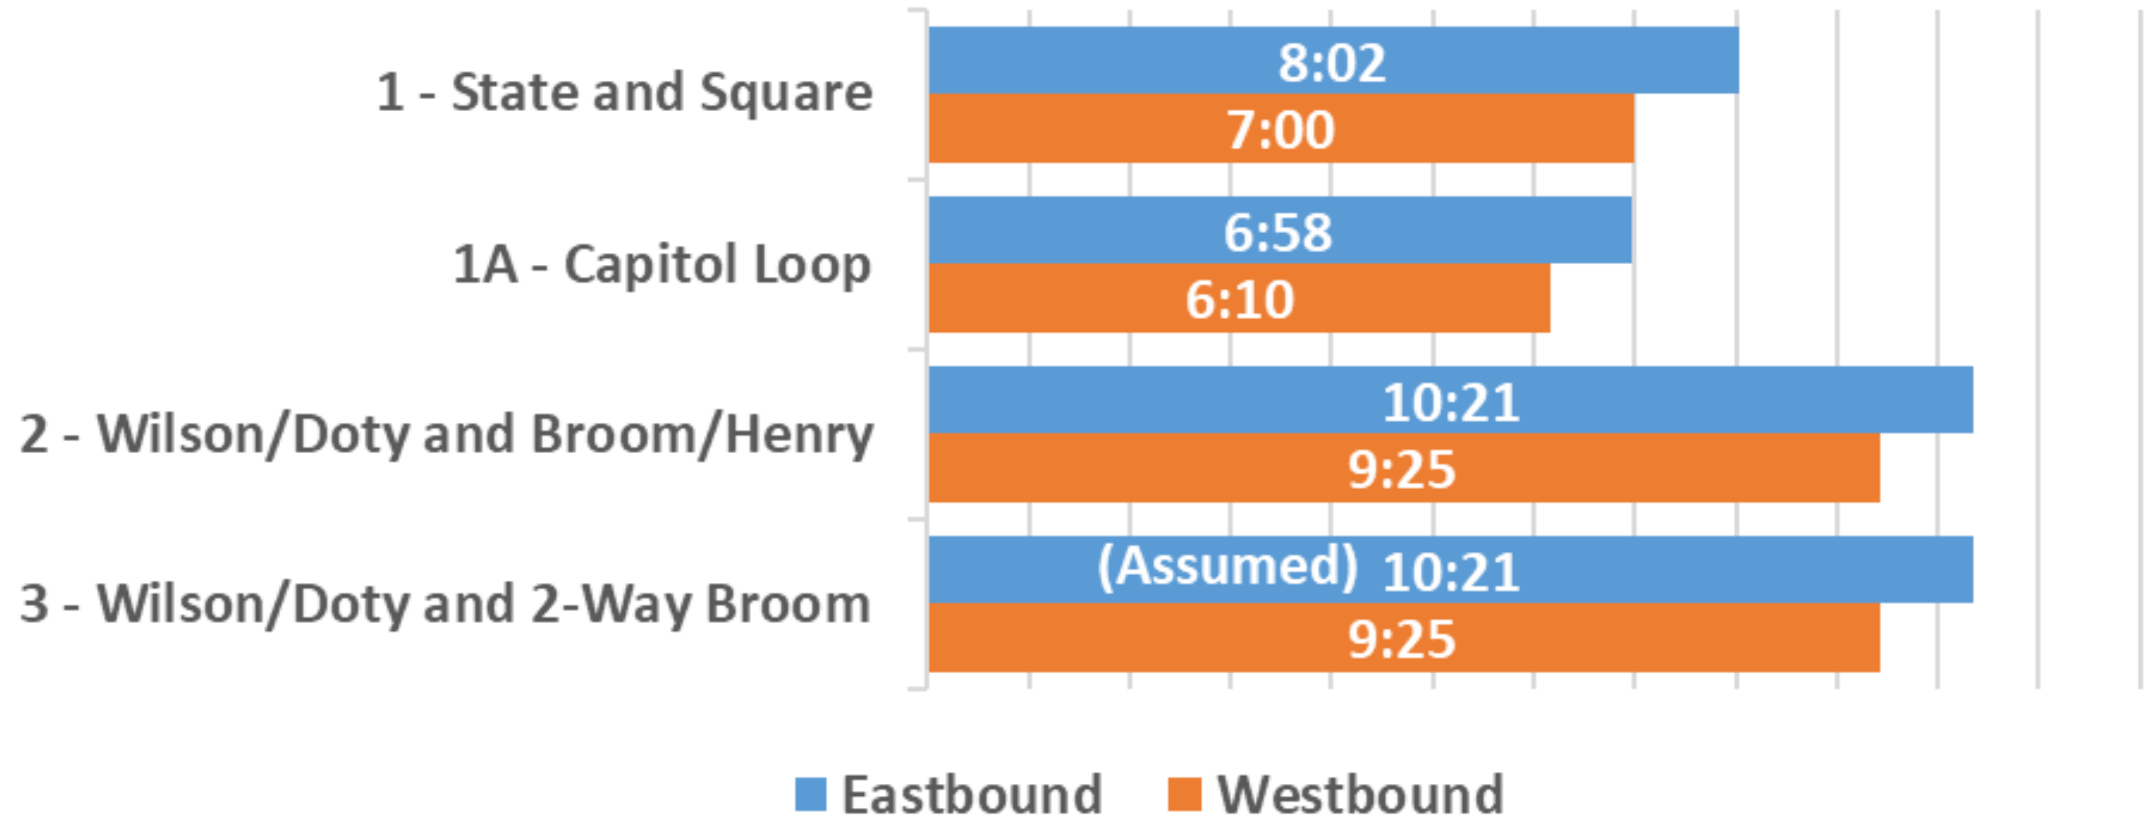 8:02
1 - State and Square
7:00
6:58
1A - Capitol Loop
6:10
10:21
2 - Wilson/Doty and Broom/Henry
9:25
(Assumed) 10:21
3 - Wilson/Doty and 2-Way Broom
9:25
Eastbound Westbound